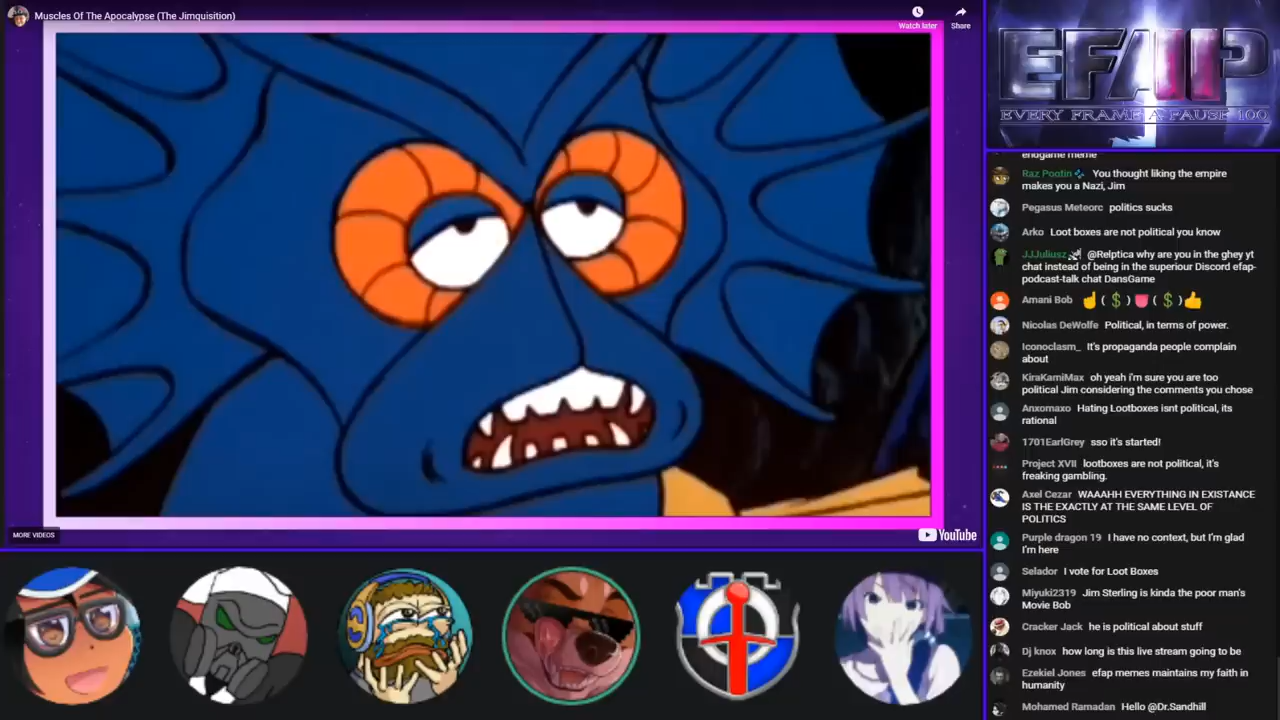 Muscles Of The Apocalypse (The Jimquisition)
Watch later
Share
MORE VIDEOS
YouTube
EFAP
EVERY FRAME A PAUSE 100
endgame meme
Raz Pootin You thought liking the empire
makes you a Nazi, Jim
Pegasus Meteorc politics sucks
Arko Loot boxes are not political you know
JJJuliusz @Relptica why are you in the ghey yt
chat instead of being in the superiour Discord efap-
podcast-talk chat DansGame
Amani Bob ☝️( $ )👅( $ )👍
Nicolas DeWolfe Political, in terms of power.
Iconoclasm_ It's propaganda people complain
about
KiraKamiMax oh yeah i'm sure you are too
political Jim considering the comments you chose
Anxomaxo Hating Lootboxes isnt political, its
rational
1701EarlGrey sso it's started!
Project XVII lootboxes are not political, it's
freaking gambling.
Axel Cezar WAAAHH EVERYTHING IN EXISTANCE
IS THE EXACTLY AT THE SAME LEVEL OF
POLITICS
Purple dragon 19 I have no context, but I'm glad
I'm here
Selador I vote for Loot Boxes
Miyuki2319 Jim Sterling is kinda the poor man's
Movie Bob
Cracker Jack he is political about stuff
Dj knox how long is this live stream going to be
Ezekiel Jones efap memes maintains my faith in
humanity
Mohamed Ramadan Hello @Dr.Sandhill